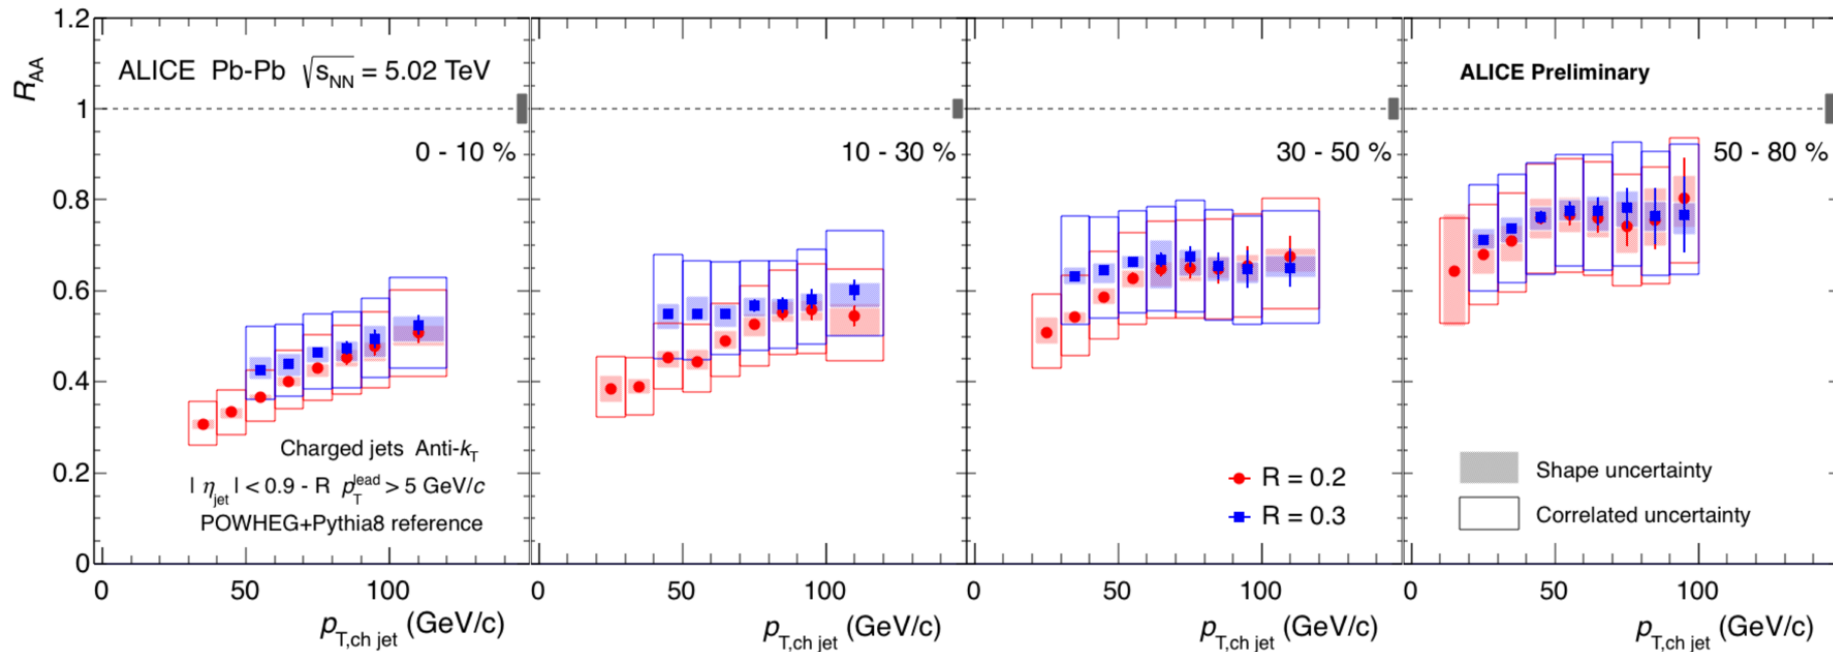 R_AA
1.2
1
0.8
0.6
0.4
0.2
0
ALICE Pb-Pb √s_NN = 5.02 TeV
0 - 10 %
Charged jets Anti-k_T
| η_jet | < 0.9 - R p_T^lead > 5 GeV/c
POWHEG+Pythia8 reference
0 50 100
p_T,ch jet (GeV/c)
10 - 30 %
0 50 100
p_T,ch jet (GeV/c)
30 - 50 %
R = 0.2
R = 0.3
0 50 100
p_T,ch jet (GeV/c)
ALICE Preliminary
50 - 80 %
Shape uncertainty
Correlated uncertainty
0 50 100
p_T,ch jet (GeV/c)